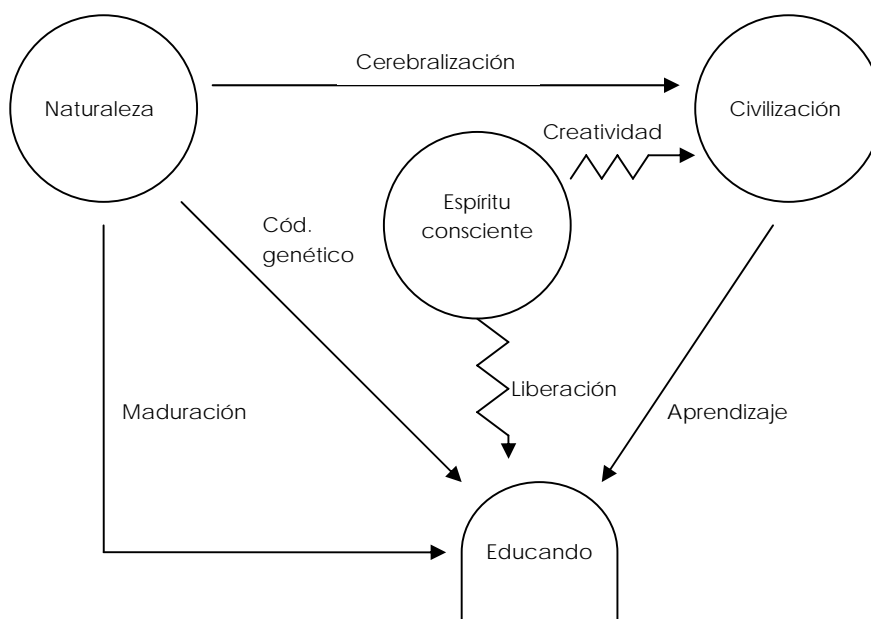 Cerebralización
Naturaleza
Civilización
Creatividad
Espíritu
consciente
Cód.
genético
Liberación
Maduración
Aprendizaje
Educando